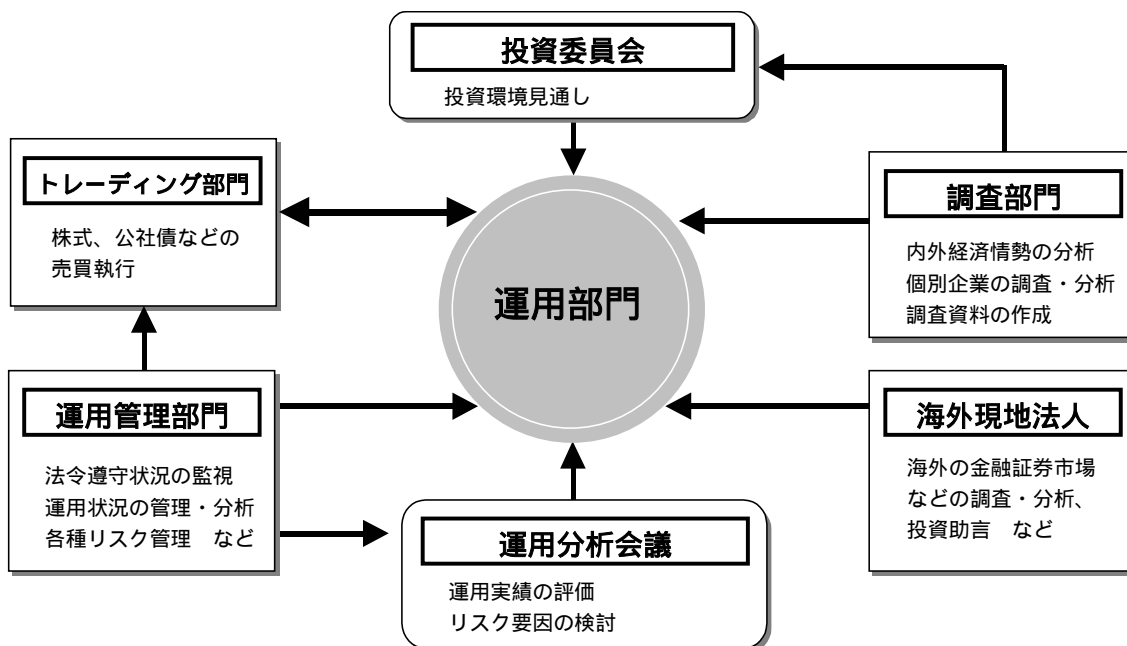 投資委員会
投資環境見通し
トレーディング部門
株式、公社債などの
売買執行
調査部門
内外経済情勢の分析
個別企業の調査・分析
調査資料の作成
運用部門
運用管理部門
法令遵守状況の監視
運用状況の管理・分析
各種リスク管理　など
海外現地法人
海外の金融証券市場
などの調査・分析、
投資助言　など
運用分析会議
運用実績の評価
リスク要因の検討